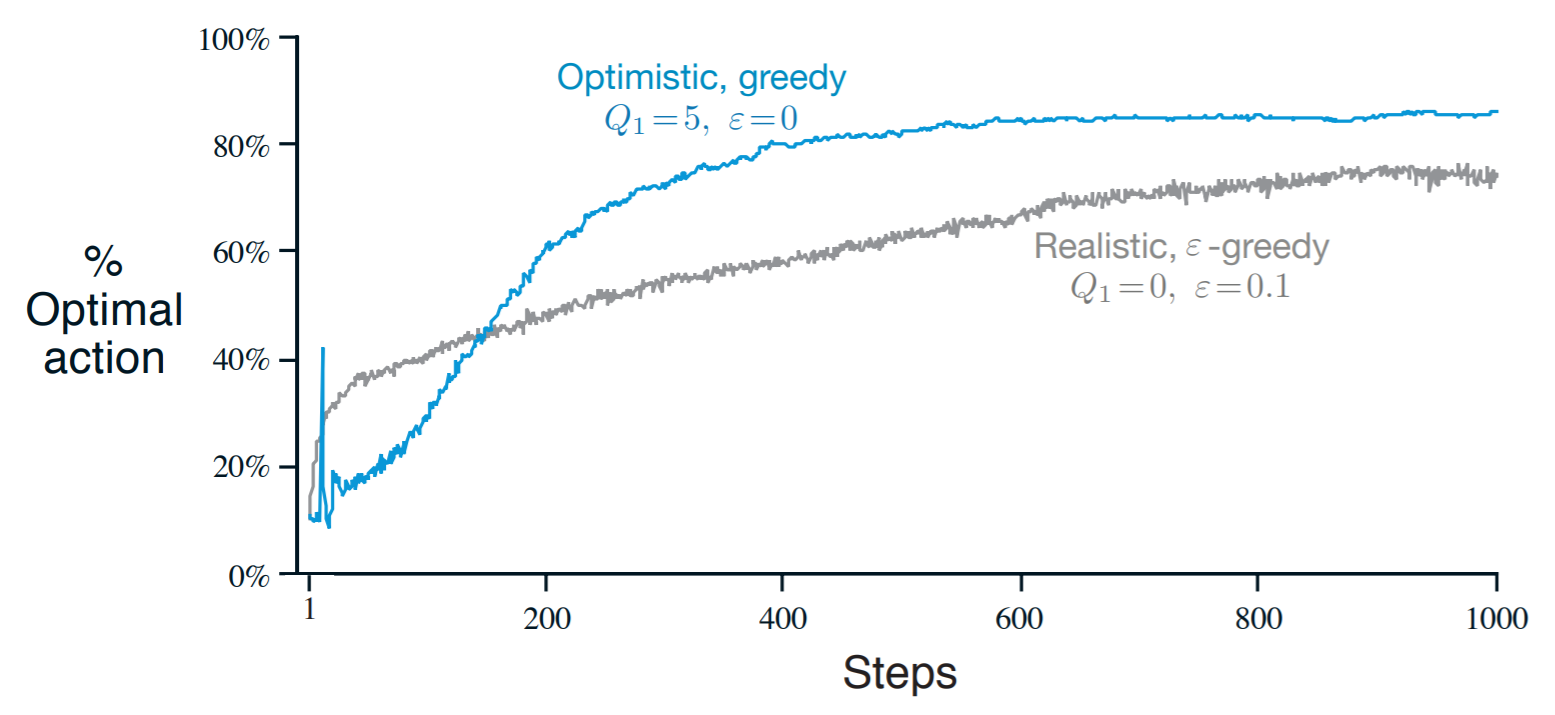 100%
Optimistic, greedy
Q₁=5, ε=0
80%
%
Optimal
action
60%
Realistic, ε-greedy
Q₁=0, ε=0.1
40%
20%
0%
1
200
400
600
800
1000
Steps